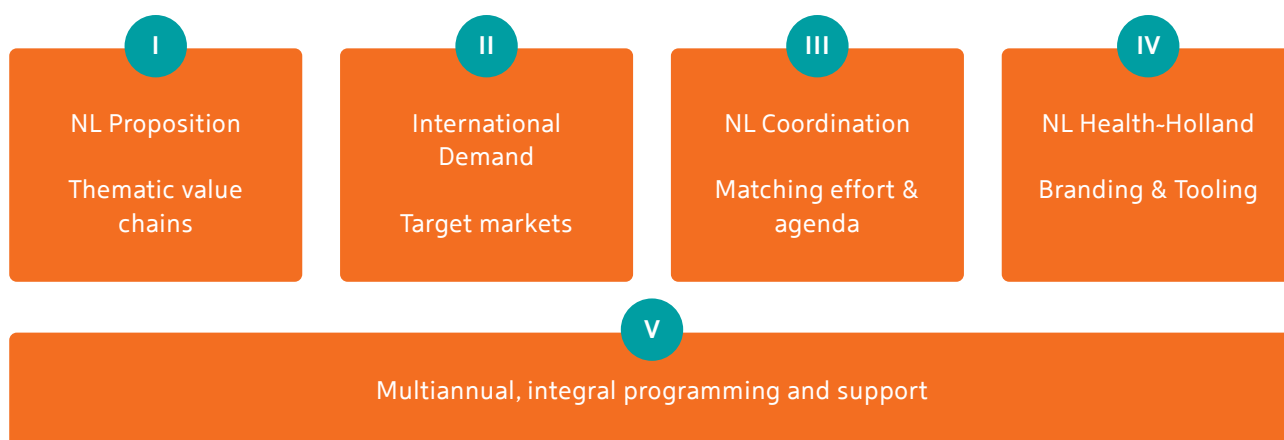 I
NL Proposition
Thematic value
chains
II
International
Demand
Target markets
III
NL Coordination
Matching effort &
agenda
IV
NL Health~Holland
Branding & Tooling
V
Multiannual, integral programming and support